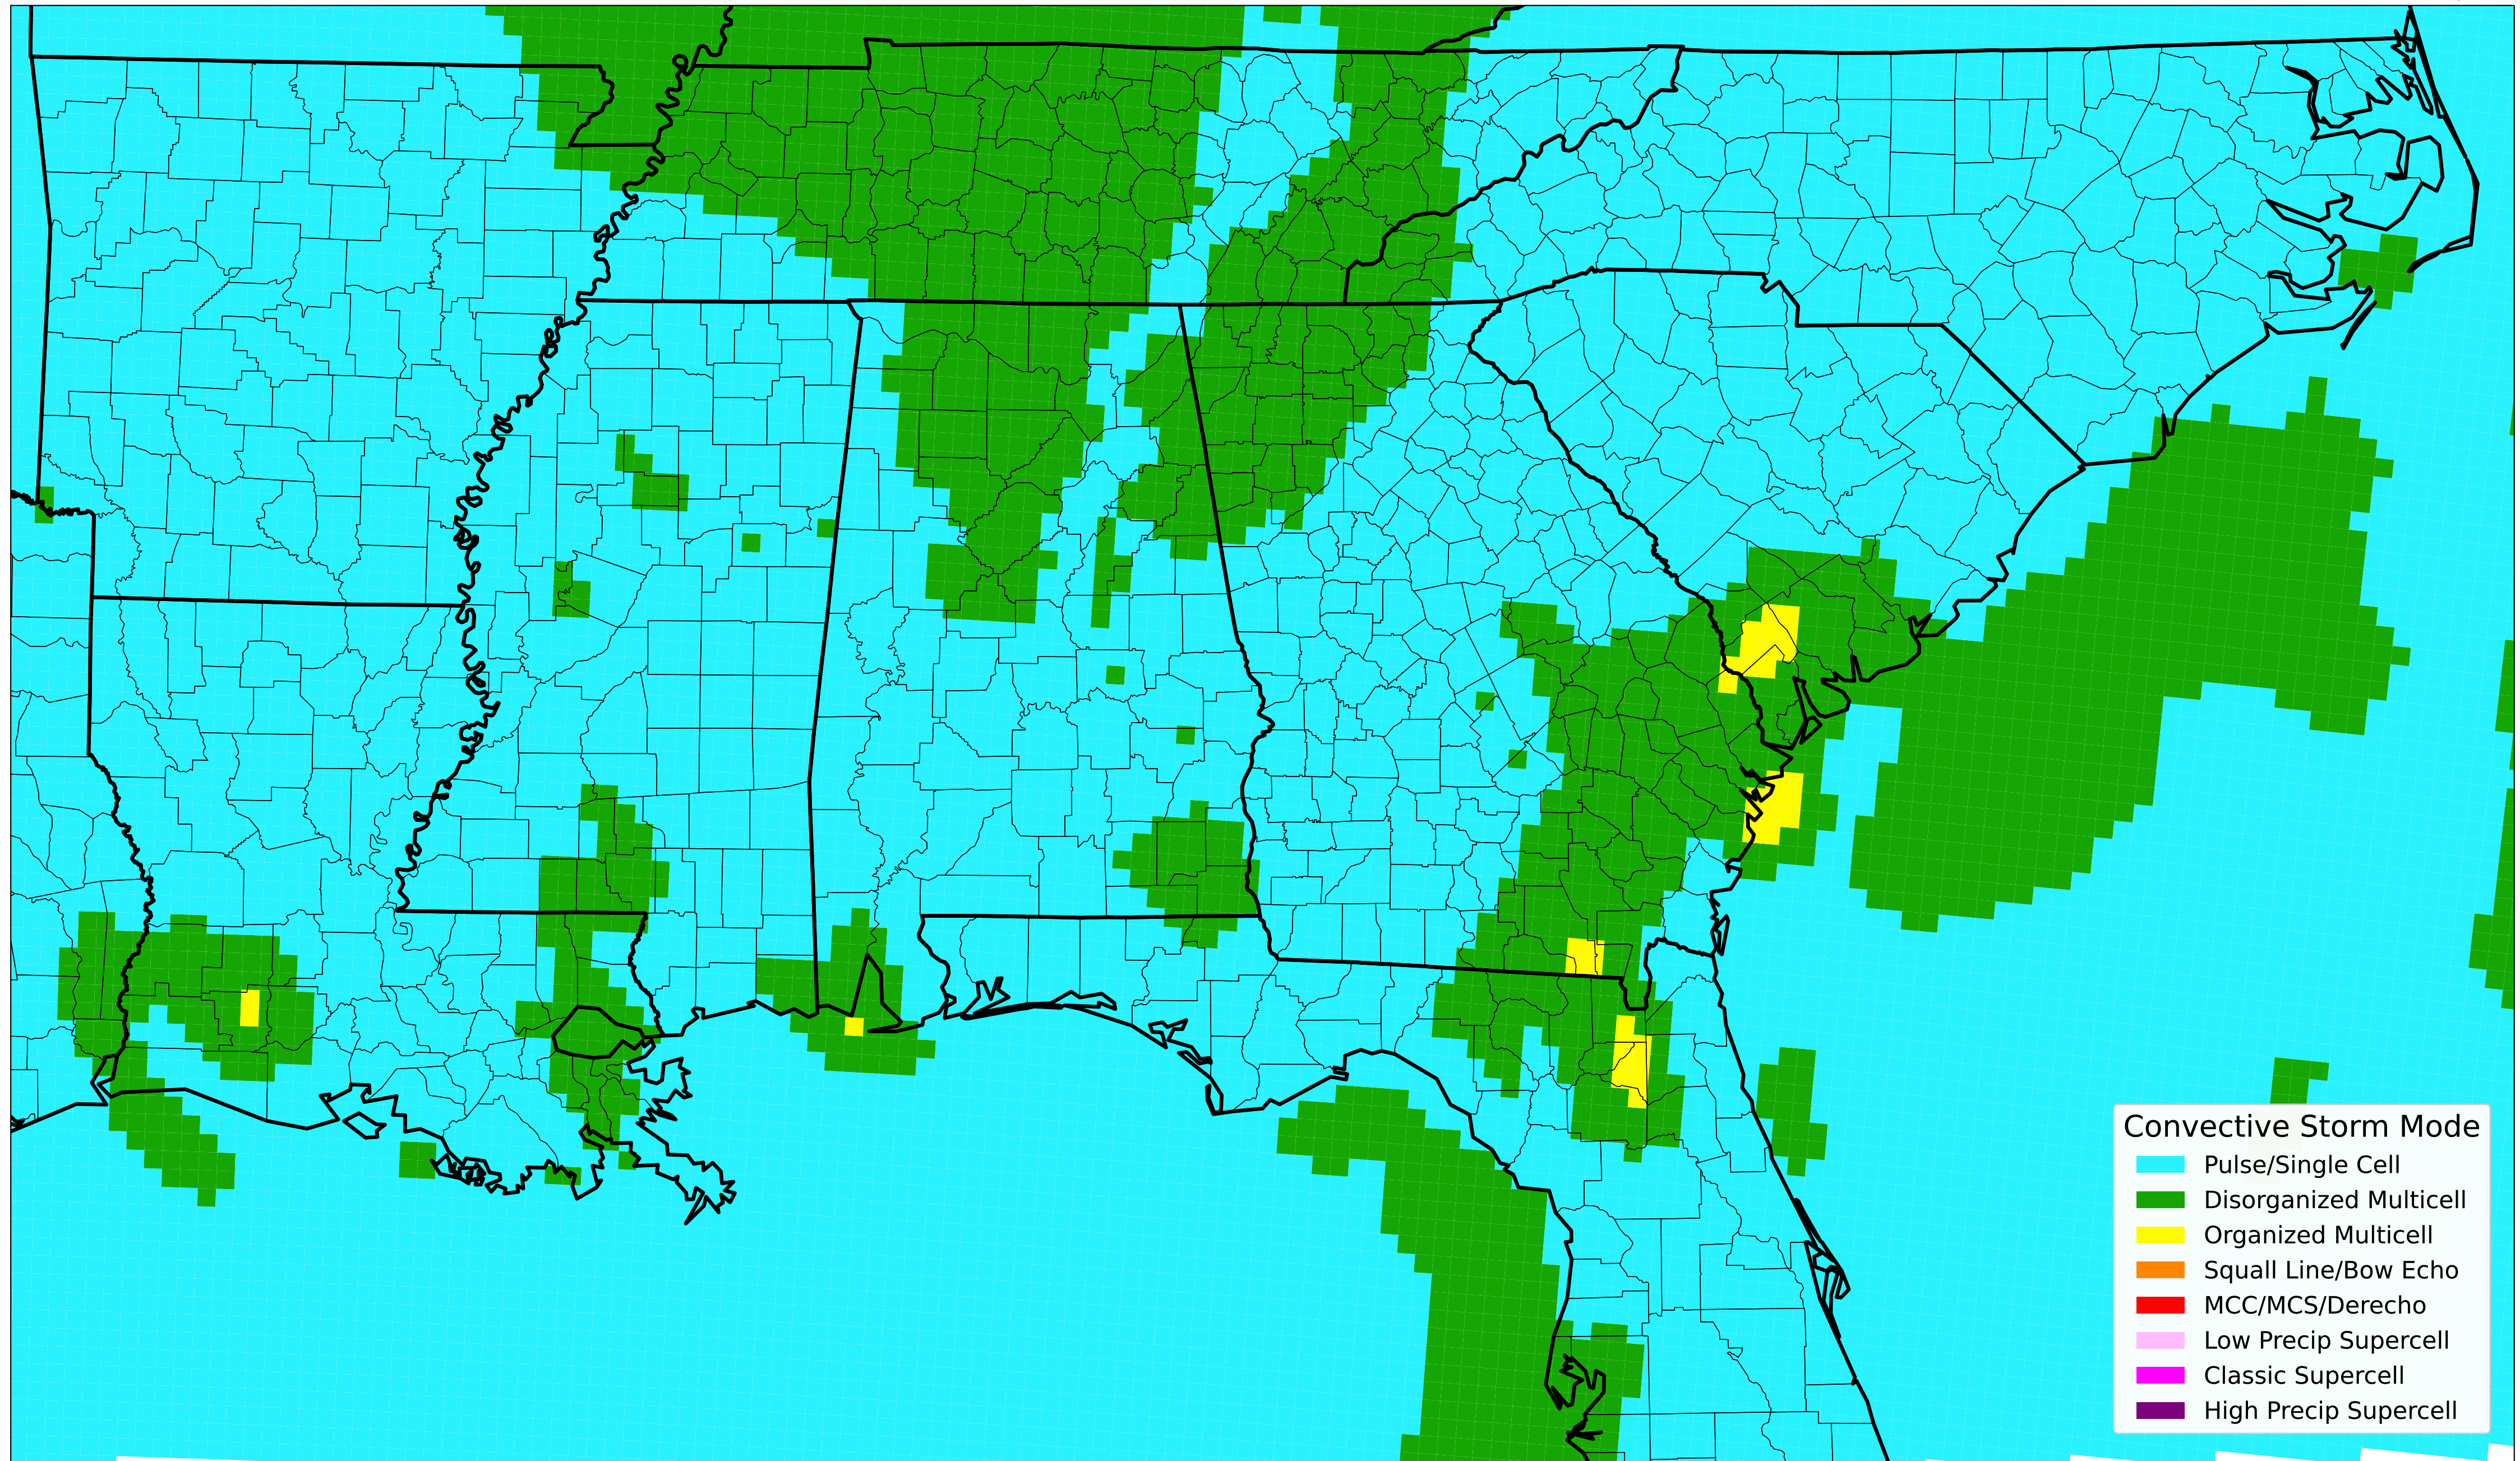 Convective Storm Mode
Pulse/Single Cell
Disorganized Multicell
Organized Multicell
Squall Line/Bow Echo
MCC/MCS/Derecho
Low Precip Supercell
Classic Supercell
High Precip Supercell